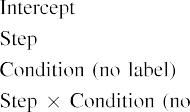 Intercept
Step
Condition (no label)
Step × Condition (no